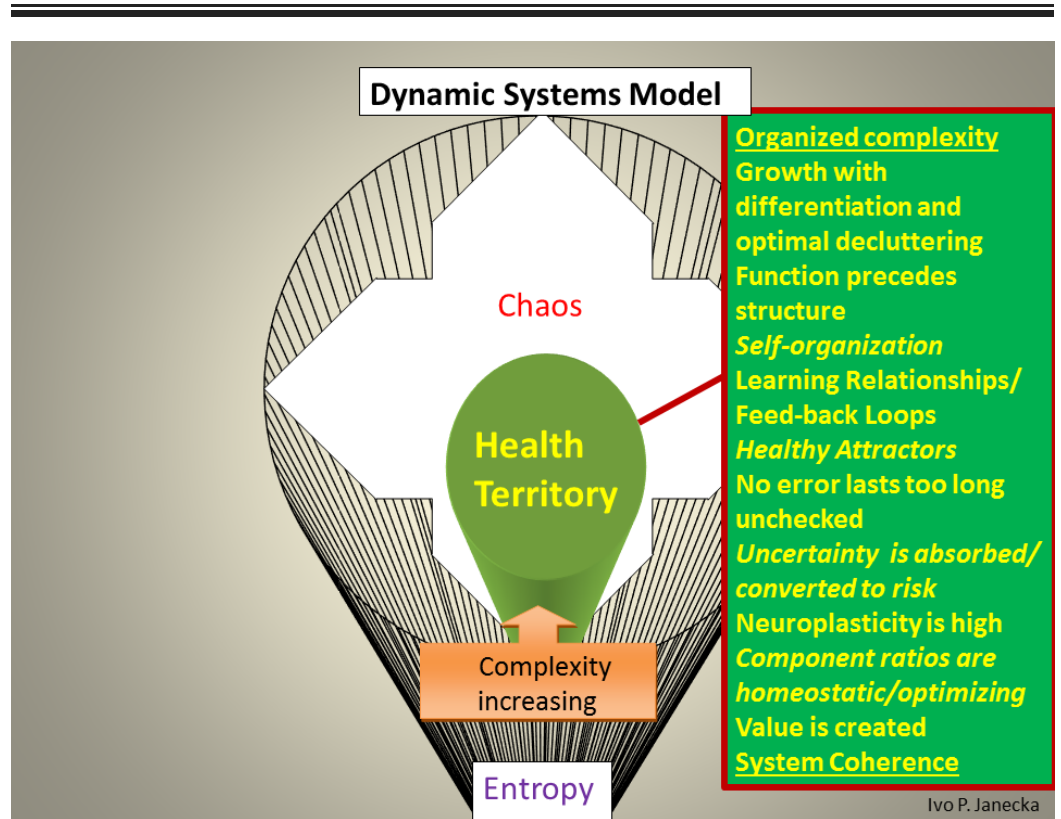 Dynamic Systems Model
Organized complexity
Growth with
differentiation and
optimal decluttering
Function precedes
structure
Self-organization
Learning Relationships/
Feed-back Loops
Healthy Attractors
No error lasts too long
unchecked
Uncertainty is absorbed/
converted to risk
Neuroplasticity is high
Component ratios are
homeostatic/optimizing
Value is created
System Coherence
Chaos
Health
Territory
Complexity
increasing
Entropy
Ivo P. Janecka